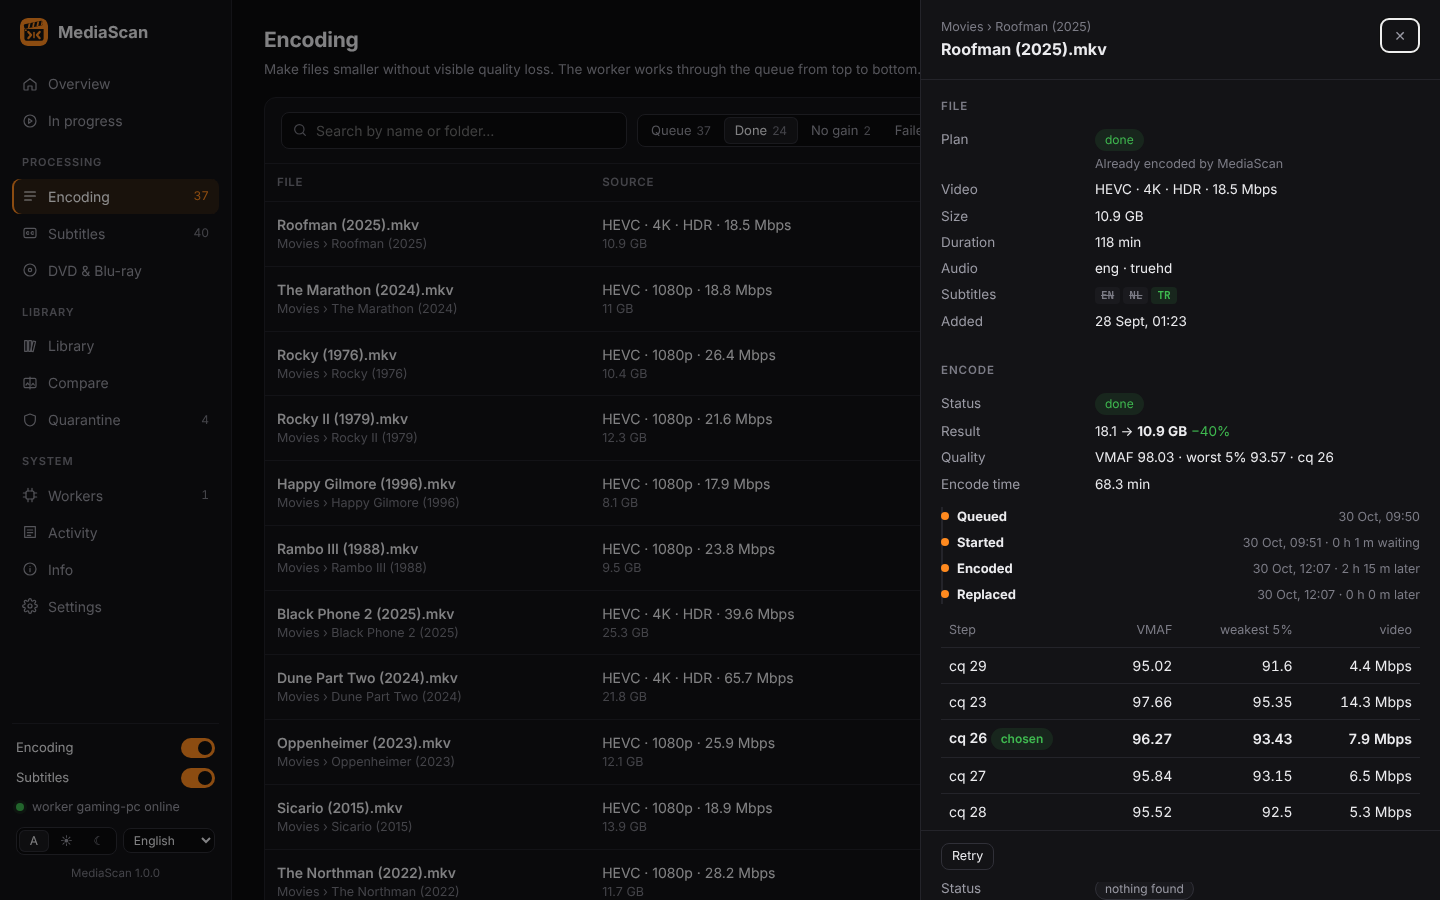 MediaScan
Overview
In progress
PROCESSING
Encoding 37
Subtitles 40
DVD & Blu-ray
LIBRARY
Library
Compare
Quarantine 4
SYSTEM
Workers 1
Activity
Info
Settings
Encoding
Subtitles
worker gaming-pc online
A English
MediaScan 1.0.0
Encoding
Make files smaller without visible quality loss. The worker works through the queue from top to bottom.
Search by name or folder...
Queue 37 Done 24 No gain 2 Faile
FILE SOURCE
Roofman (2025).mkv HEVC · 4K · HDR · 18.5 Mbps
Movies › Roofman (2025) 10.9 GB
The Marathon (2024).mkv HEVC · 1080p · 18.8 Mbps
Movies › The Marathon (2024) 11 GB
Rocky (1976).mkv HEVC · 1080p · 26.4 Mbps
Movies › Rocky (1976) 10.4 GB
Rocky II (1979).mkv HEVC · 1080p · 21.6 Mbps
Movies › Rocky II (1979) 12.3 GB
Happy Gilmore (1996).mkv HEVC · 1080p · 17.9 Mbps
Movies › Happy Gilmore (1996) 8.1 GB
Rambo III (1988).mkv HEVC · 1080p · 23.8 Mbps
Movies › Rambo III (1988) 9.5 GB
Black Phone 2 (2025).mkv HEVC · 4K · HDR · 39.6 Mbps
Movies › Black Phone 2 (2025) 25.3 GB
Dune Part Two (2024).mkv HEVC · 4K · HDR · 65.7 Mbps
Movies › Dune Part Two (2024) 21.8 GB
Oppenheimer (2023).mkv HEVC · 1080p · 25.9 Mbps
Movies › Oppenheimer (2023) 12.1 GB
Sicario (2015).mkv HEVC · 1080p · 18.9 Mbps
Movies › Sicario (2015) 13.9 GB
The Northman (2022).mkv HEVC · 1080p · 28.2 Mbps
Movies › The Northman (2022) 11.7 GB
Movies › Roofman (2025)
Roofman (2025).mkv
FILE
Plan done
Already encoded by MediaScan
Video HEVC · 4K · HDR · 18.5 Mbps
Size 10.9 GB
Duration 118 min
Audio eng · truehd
Subtitles EN NL TR
Added 28 Sept, 01:23
ENCODE
Status done
Result 18.1 → 10.9 GB −40%
Quality VMAF 98.03 · worst 5% 93.57 · cq 26
Encode time 68.3 min
Queued 30 Oct, 09:50
Started 30 Oct, 09:51 · 0 h 1 m waiting
Encoded 30 Oct, 12:07 · 2 h 15 m later
Replaced 30 Oct, 12:07 · 0 h 0 m later
Step VMAF weakest 5% video
cq 29 95.02 91.6 4.4 Mbps
cq 23 97.66 95.35 14.3 Mbps
cq 26 chosen 96.27 93.43 7.9 Mbps
cq 27 95.84 93.15 6.5 Mbps
cq 28 95.52 92.5 5.3 Mbps
Retry
Status nothing found